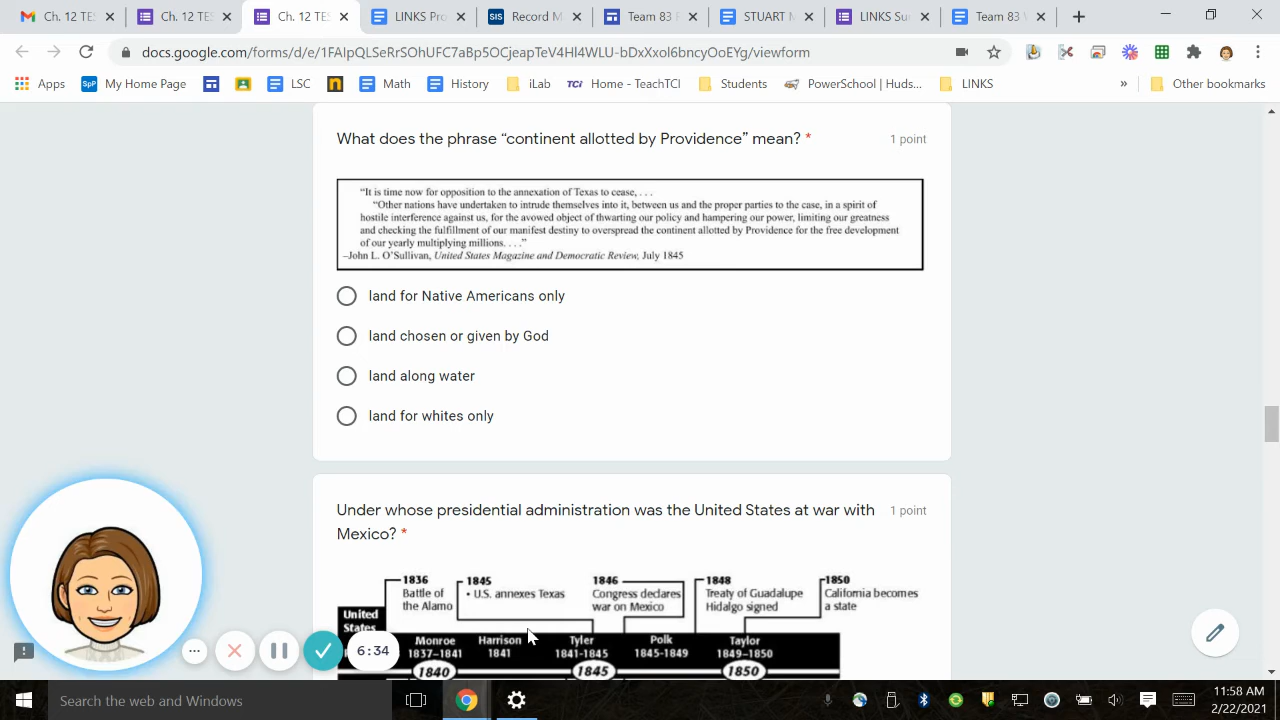 Ch. 12 TES
Ch. 12 TES
Ch. 12 TES
LINKS Pro
Record M
Team 83 F
STUART M
LINKS Su
Team 83 V
docs.google.com/forms/d/e/1FAIpQLSeRrSOhUFC7aBp5OCjeapTeV4Hl4WLU-bDxXxol6bncyOoEYg/viewform
Apps
SpP My Home Page
LSC
Math
History
iLab
TCi Home - TeachTCI
Students
PowerSchool / Huds...
LINKS
»
Other bookmarks
What does the phrase “continent allotted by Providence” mean? *
1 point
“It is time now for opposition to the annexation of Texas to cease, . . .
“Other nations have undertaken to intrude themselves into it, between us and the proper parties to the case, in a spirit of
hostile interference against us, for the avowed object of thwarting our policy and hampering our power, limiting our greatness
and checking the fulfillment of our manifest destiny to overspread the continent allotted by Providence for the free development
of our yearly multiplying millions. . . .”
–John L. O’Sullivan, United States Magazine and Democratic Review, July 1845
land for Native Americans only
land chosen or given by God
land along water
land for whites only
Under whose presidential administration was the United States at war with
Mexico? *
1 point
1836
Battle of
the Alamo
1845
• U.S. annexes Texas
1846
Congress declares
war on Mexico
1848
Treaty of Guadalupe
Hidalgo signed
1850
California becomes
a state
United
States
Monroe
1837–1841
Harrison
1841
Tyler
1841-1845
Polk
1845-1849
Taylor
1849–1850
1840
1845
1850
6:34
Search the web and Windows
11:58 AM
2/22/2021